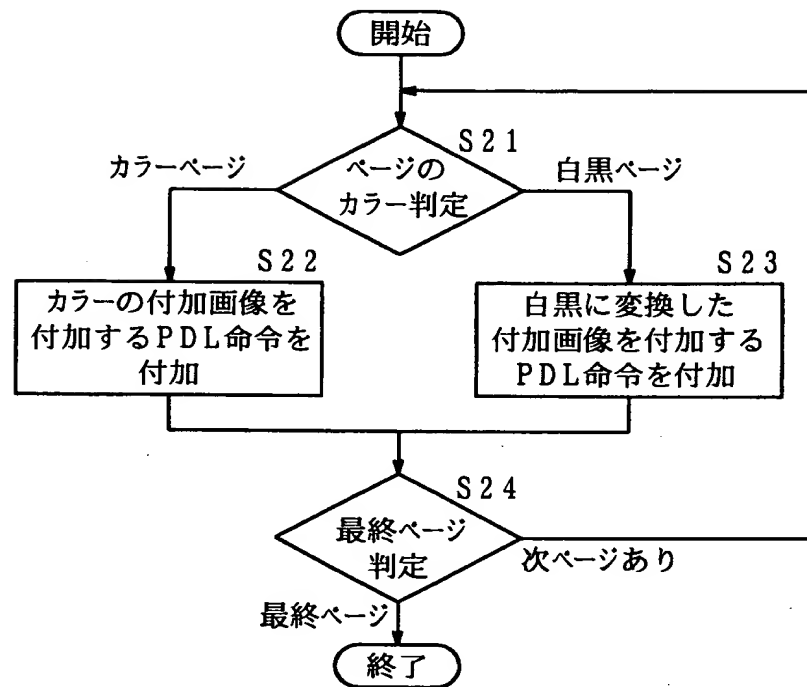 開始
S21
カラーページ
ページの
カラー判定
白黒ページ
S22
カラーの付加画像を
付加するPDL命令を
付加
S23
白黒に変換した
付加画像を付加する
PDL命令を付加
S24
最終ページ
判定
次ページあり
最終ページ
終了